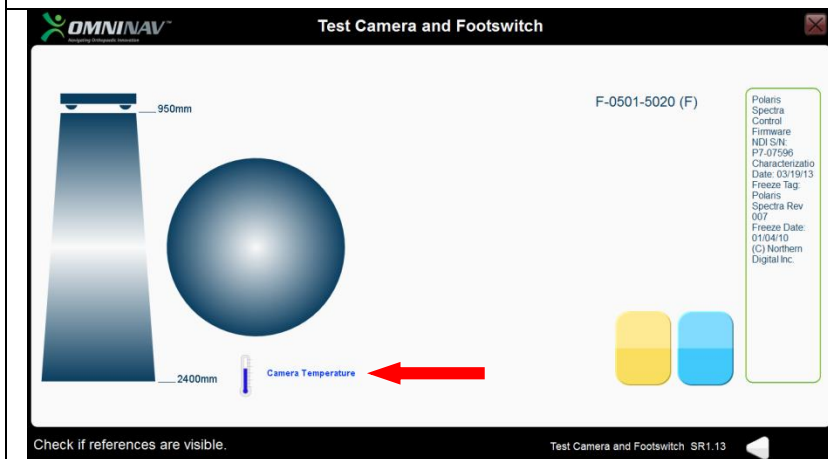 OMNINAV™
Navigating Orthopaedic Innovation
Test Camera and Footswitch
950mm
F-0501-5020 (F)
Polaris
Spectra
Control
Firmware
NDI S/N:
P7-07596
Characterizatio
Date: 03/19/13
Freeze Tag:
Polaris
Spectra Rev
007
Freeze Date:
01/04/10
(C) Northern
Digital Inc.
2400mm
Camera Temperature
Check if references are visible.
Test Camera and Footswitch SR1.13